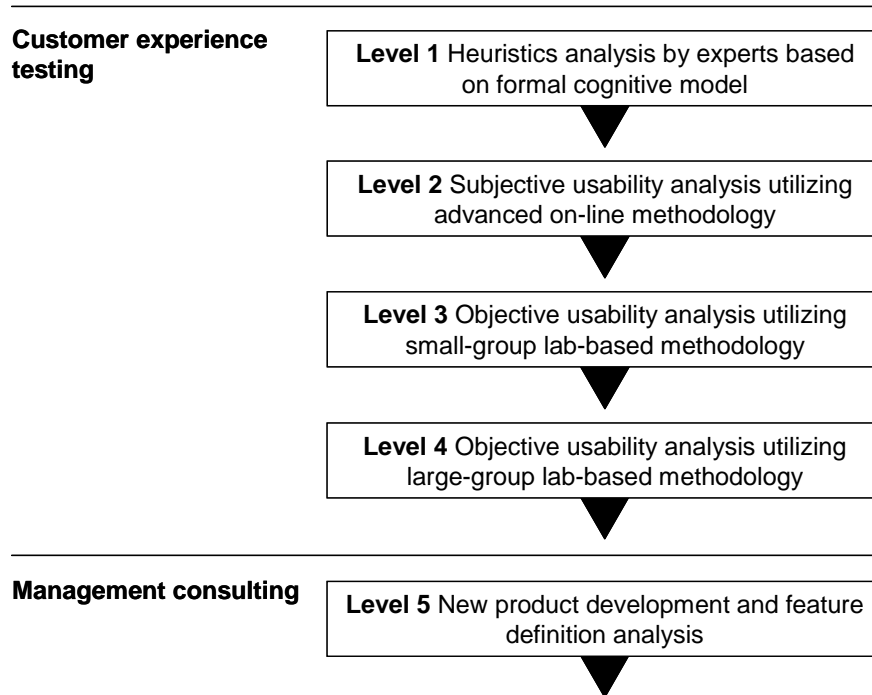 Customer experience
testing
Level 1 Heuristics analysis by experts based
on formal cognitive model
Level 2 Subjective usability analysis utilizing
advanced on-line methodology
Level 3 Objective usability analysis utilizing
small-group lab-based methodology
Level 4 Objective usability analysis utilizing
large-group lab-based methodology
Management consulting
Level 5 New product development and feature
definition analysis